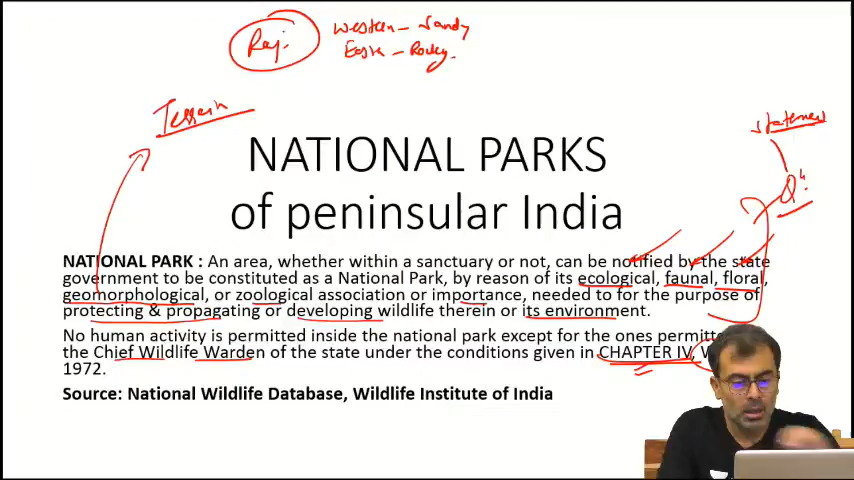 Raj.
Western - Sandy
East - Rocky.
Terrain
Statement
NATIONAL PARKS
of peninsular India
NATIONAL PARK : An area, whether within a sanctuary or not, can be notified by the state
government to be constituted as a National Park, by reason of its ecological, faunal, floral,
geomorphological, or zoological association or importance, needed to for the purpose of
protecting & propagating or developing wildlife therein or its environment.
No human activity is permitted inside the national park except for the ones permitte
the Chief Wildlife Warden of the state under the conditions given in CHAPTER IV, W
1972.
Source: National Wildlife Database, Wildlife Institute of India